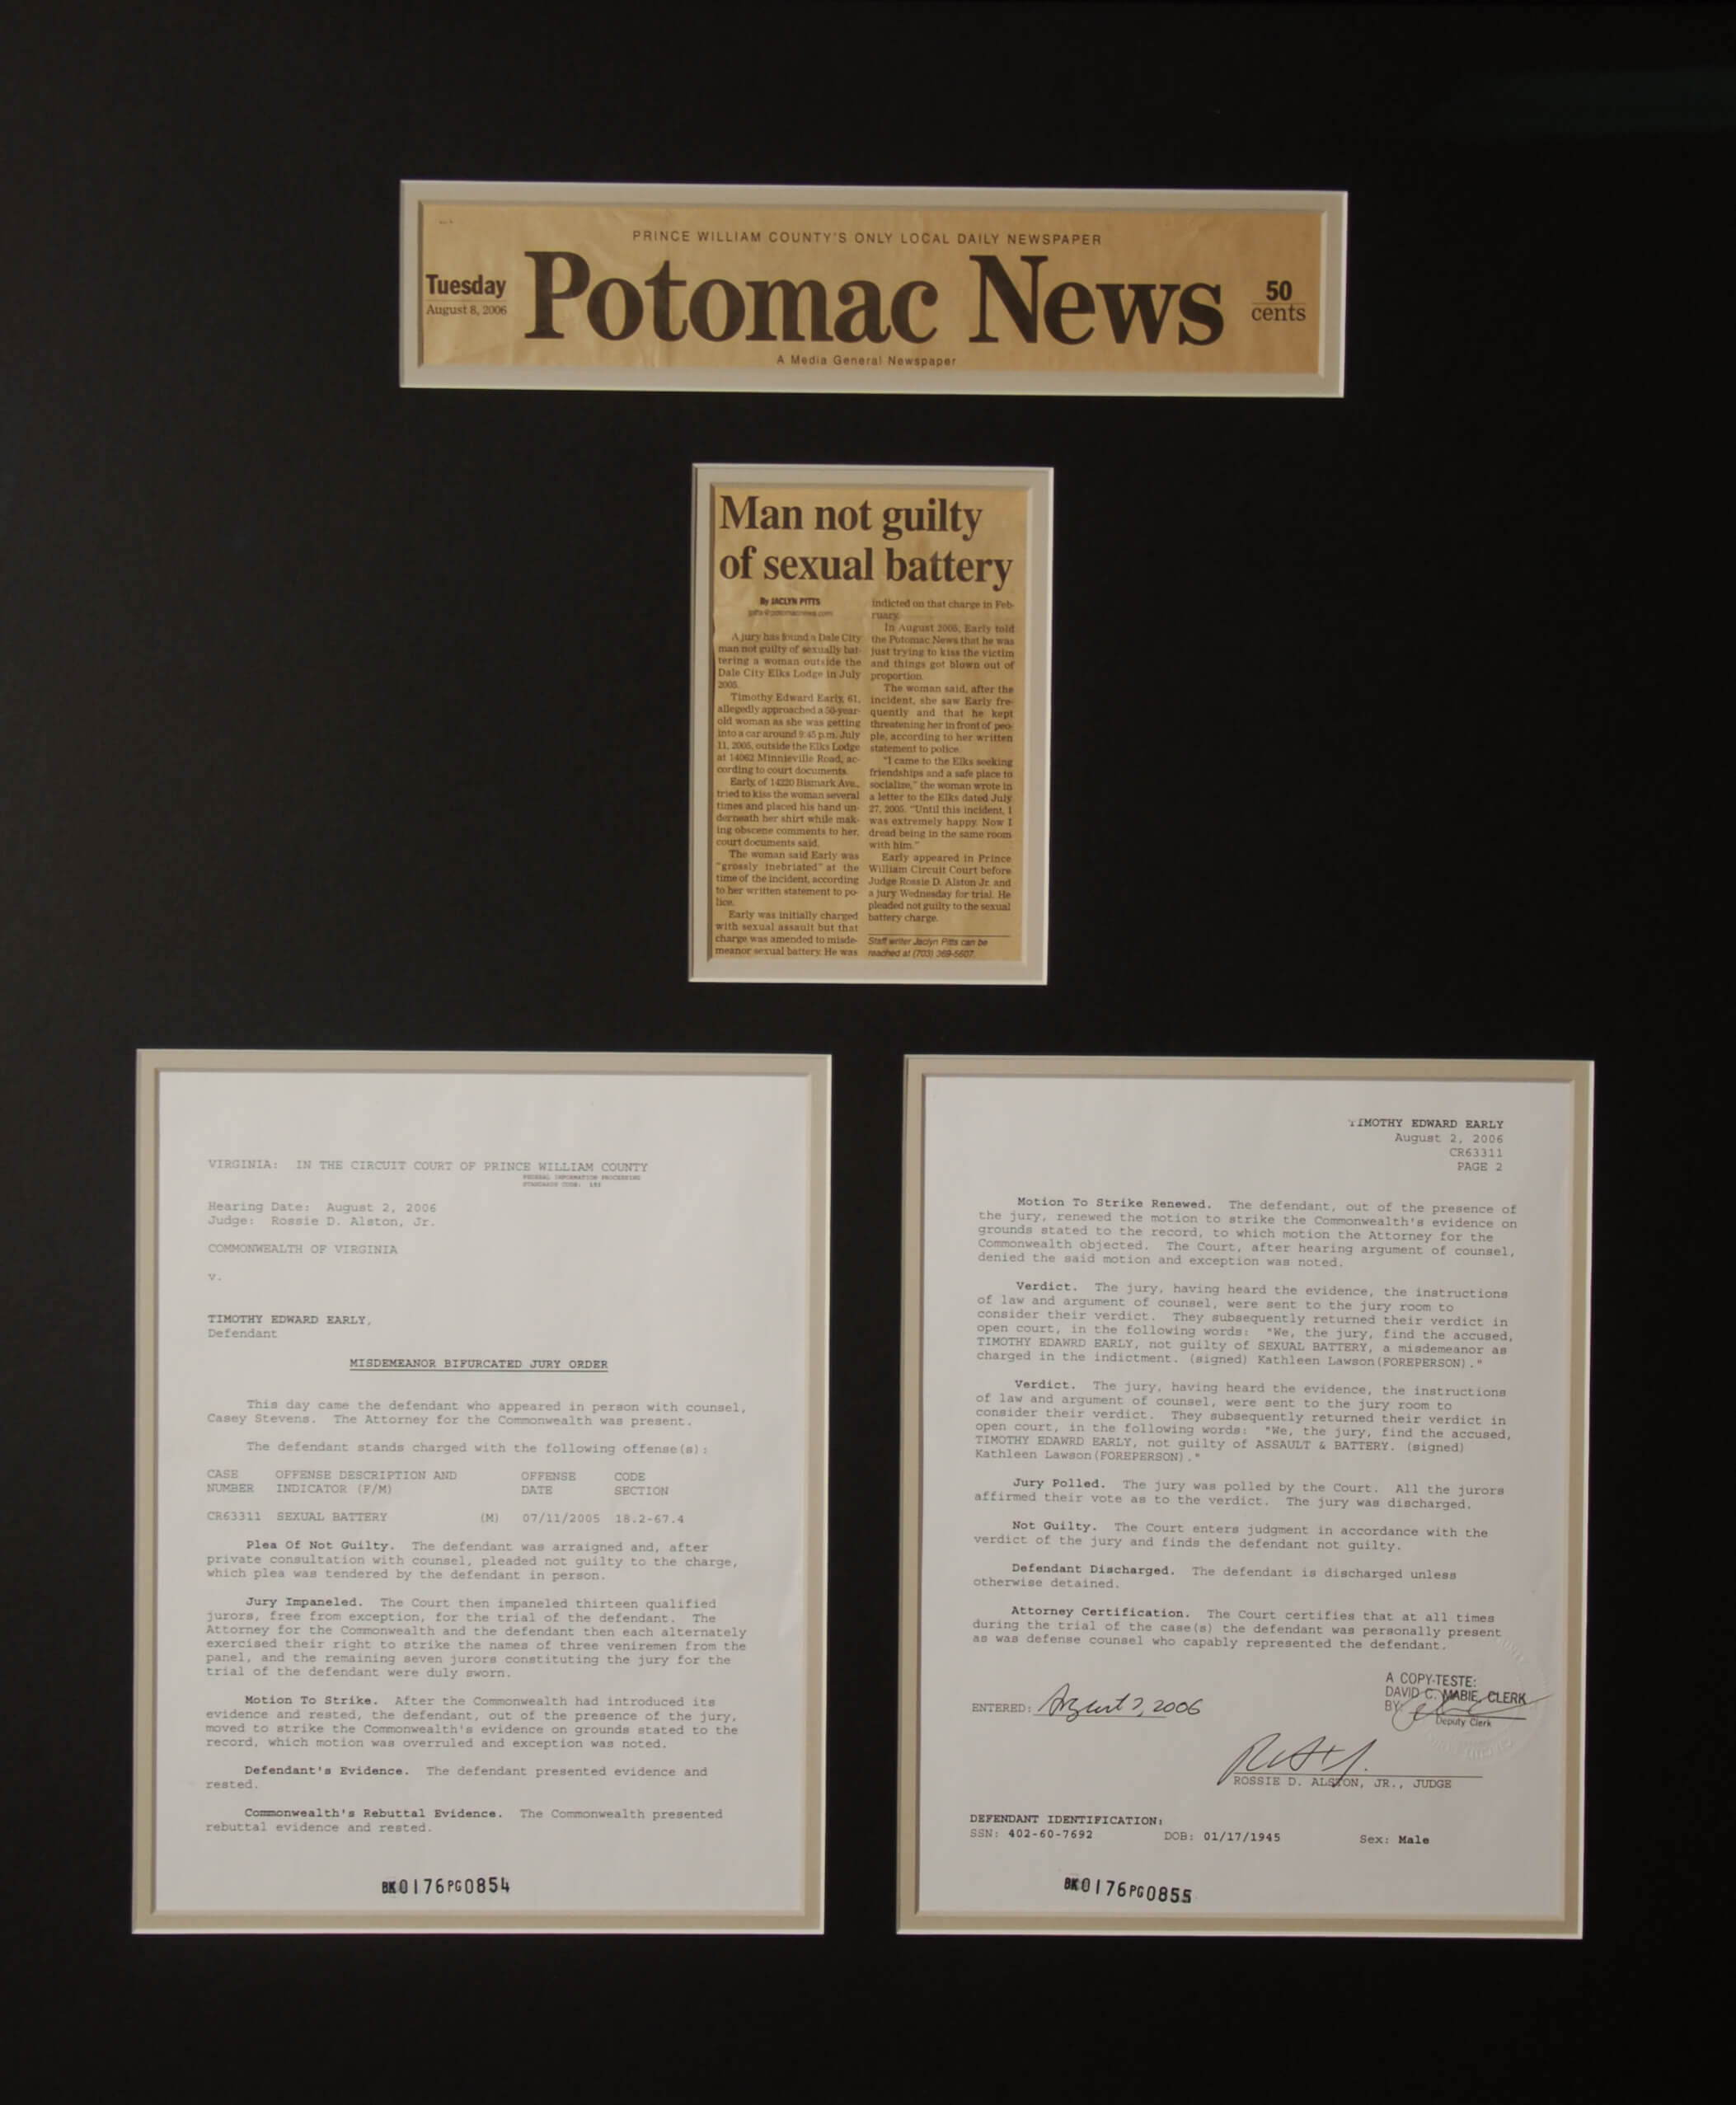 PRINCE WILLIAM COUNTY'S ONLY LOCAL DAILY NEWSPAPER
Tuesday
August 8, 2006
Potomac News
50
cents
A Media General Newspaper
Man not guilty
of sexual battery
By JACLYN PITTS
A jury has found a Dale City
man not guilty of sexually bat-
tering a woman outside the
Dale City Elks Lodge in July
2005.
Timothy Edward Early, 61,
allegedly approached a 50-year-
old woman as she was getting
into a car around 9:45 p.m. July
11, 2005, outside the Elks Lodge
at 14062 Minnieville Road, ac-
cording to court documents.
Early, of 14220 Bismark Ave.,
tried to kiss the woman several
times and placed his hand un-
derneath her shirt while mak-
ing obscene comments to her,
court documents said.
The woman said Early was
"grossly inebriated" at the
time of the incident, according
to her written statement to po-
lice.
Early was initially charged
with sexual assault but that
charge was amended to misde-
meanor sexual battery. He was
indicted on that charge in Feb-
ruary.
In August 2005, Early told
the Potomac News that he was
just trying to kiss the victim
and things got blown out of
proportion.
The woman said, after the
incident, she saw Early fre-
quently and that he kept
threatening her in front of peo-
ple, according to her written
statement to police.
"I came to the Elks seeking
friendships and a safe place to
socialize," the woman wrote in
a letter to the Elks dated July
27, 2005. "Until this incident, I
was extremely happy. Now I
dread being in the same room
with him."
Early appeared in Prince
William Circuit Court before
Judge Rossie D. Alston Jr. and
a jury Wednesday for trial. He
pleaded not guilty to the sexual
battery charge.
Staff writer Jaclyn Pitts can be
reached at (703) 369-5607.
VIRGINIA: IN THE CIRCUIT COURT OF PRINCE WILLIAM COUNTY
FEDERAL INFORMATION PROCESSING
STANDARDS CODE: 153
Hearing Date: August 2, 2006
Judge: Rossie D. Alston, Jr.
COMMONWEALTH OF VIRGINIA
v.
TIMOTHY EDWARD EARLY,
Defendant
MISDEMEANOR BIFURCATED JURY ORDER
This day came the defendant who appeared in person with counsel,
Casey Stevens. The Attorney for the Commonwealth was present.
The defendant stands charged with the following offense(s):
CASE OFFENSE DESCRIPTION AND OFFENSE CODE
NUMBER INDICATOR (F/M) DATE SECTION
CR63311 SEXUAL BATTERY (M) 07/11/2005 18.2-67.4
Plea Of Not Guilty. The defendant was arraigned and, after
private consultation with counsel, pleaded not guilty to the charge,
which plea was tendered by the defendant in person.
Jury Impaneled. The Court then impaneled thirteen qualified
jurors, free from exception, for the trial of the defendant. The
Attorney for the Commonwealth and the defendant then each alternately
exercised their right to strike the names of three veniremen from the
panel, and the remaining seven jurors constituting the jury for the
trial of the defendant were duly sworn.
Motion To Strike. After the Commonwealth had introduced its
evidence and rested, the defendant, out of the presence of the jury,
moved to strike the Commonwealth's evidence on grounds stated to the
record, which motion was overruled and exception was noted.
Defendant's Evidence. The defendant presented evidence and
rested.
Commonwealth's Rebuttal Evidence. The Commonwealth presented
rebuttal evidence and rested.
BK0176PG0854
TIMOTHY EDWARD EARLY
August 2, 2006
CR63311
PAGE 2
Motion To Strike Renewed. The defendant, out of the presence of
the jury, renewed the motion to strike the Commonwealth's evidence on
grounds stated to the record, to which motion the Attorney for the
Commonwealth objected. The Court, after hearing argument of counsel,
denied the said motion and exception was noted.
Verdict. The jury, having heard the evidence, the instructions
of law and argument of counsel, were sent to the jury room to
consider their verdict. They subsequently returned their verdict in
open court, in the following words: "We, the jury, find the accused,
TIMOTHY EDAWRD EARLY, not guilty of SEXUAL BATTERY, a misdemeanor as
charged in the indictment. (signed) Kathleen Lawson(FOREPERSON)."
Verdict. The jury, having heard the evidence, the instructions
of law and argument of counsel, were sent to the jury room to
consider their verdict. They subsequently returned their verdict in
open court, in the following words: "We, the jury, find the accused,
TIMOTHY EDAWRD EARLY, not guilty of ASSAULT & BATTERY. (signed)
Kathleen Lawson(FOREPERSON)."
Jury Polled. The jury was polled by the Court. All the jurors
affirmed their vote as to the verdict. The jury was discharged.
Not Guilty. The Court enters judgment in accordance with the
verdict of the jury and finds the defendant not guilty.
Defendant Discharged. The defendant is discharged unless
otherwise detained.
Attorney Certification. The Court certifies that at all times
during the trial of the case(s) the defendant was personally present
as was defense counsel who capably represented the defendant.
A COPY-TESTE:
DAVID C. MABIE, CLERK
BY:
Deputy Clerk
ENTERED: August 7, 2006
ROSSIE D. ALSTON, JR., JUDGE
DEFENDANT IDENTIFICATION:
SSN: 402-60-7692 DOB: 01/17/1945 Sex: Male
BK0176PG0855